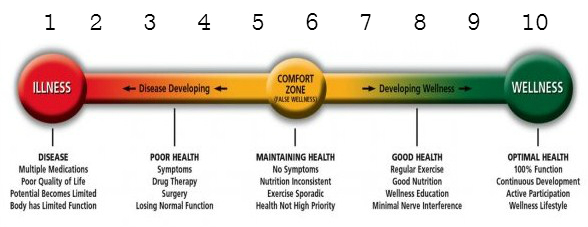 1 2 3 4 5 6 7 8 9 10
ILLNESS
← Disease Developing ←
COMFORT
ZONE
(FALSE WELLNESS)
→ Developing Wellness →
WELLNESS
DISEASE
Multiple Medications
Poor Quality of Life
Potential Becomes Limited
Body has Limited Function
POOR HEALTH
Symptoms
Drug Therapy
Surgery
Losing Normal Function
MAINTAINING HEALTH
No Symptoms
Nutrition Inconsistent
Exercise Sporadic
Health Not High Priority
GOOD HEALTH
Regular Exercise
Good Nutrition
Wellness Education
Minimal Nerve Interference
OPTIMAL HEALTH
100% Function
Continuous Development
Active Participation
Wellness Lifestyle